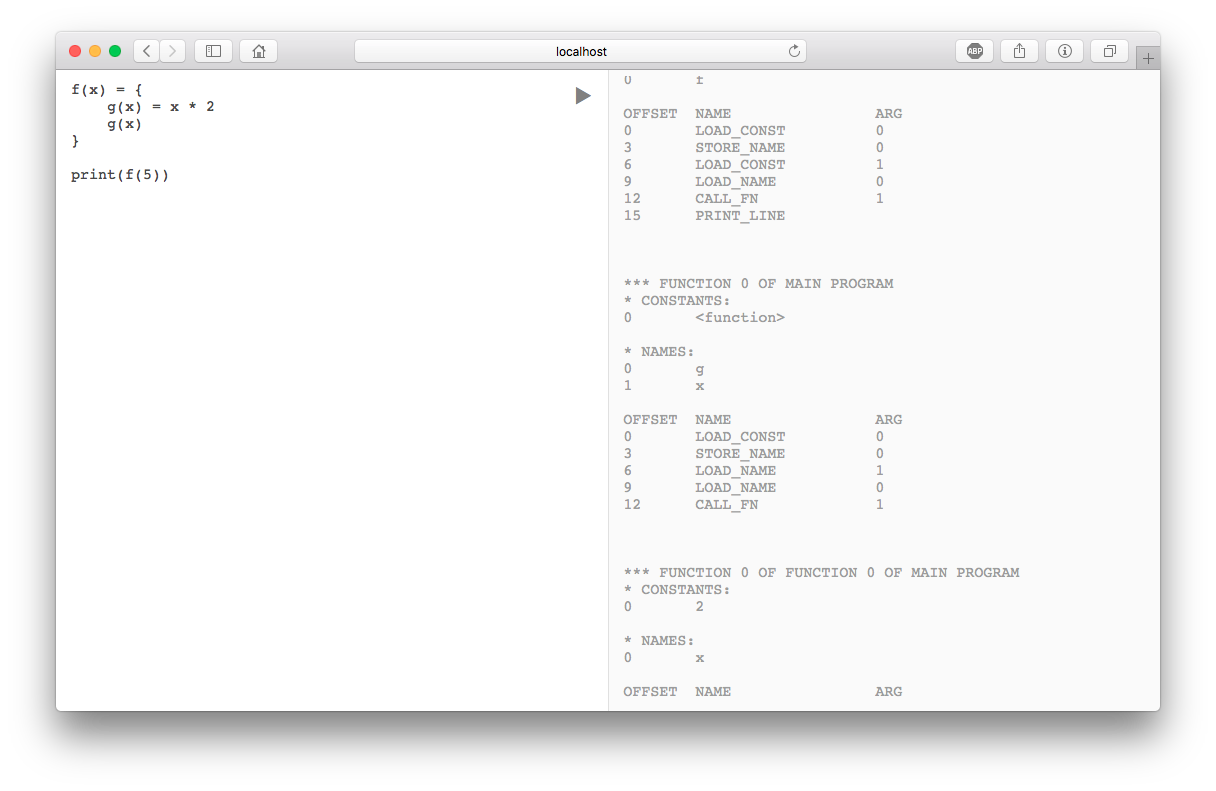 localhost
ABP
f(x) = {
    g(x) = x * 2
    g(x)
}
print(f(5))
0       f
OFFSET  NAME                ARG
0       LOAD_CONST          0
3       STORE_NAME          0
6       LOAD_CONST          1
9       LOAD_NAME           0
12      CALL_FN             1
15      PRINT_LINE
*** FUNCTION 0 OF MAIN PROGRAM
* CONSTANTS:
0       <function>
* NAMES:
0       g
1       x
OFFSET  NAME                ARG
0       LOAD_CONST          0
3       STORE_NAME          0
6       LOAD_NAME           1
9       LOAD_NAME           0
12      CALL_FN             1
*** FUNCTION 0 OF FUNCTION 0 OF MAIN PROGRAM
* CONSTANTS:
0       2
* NAMES:
0       x
OFFSET  NAME                ARG